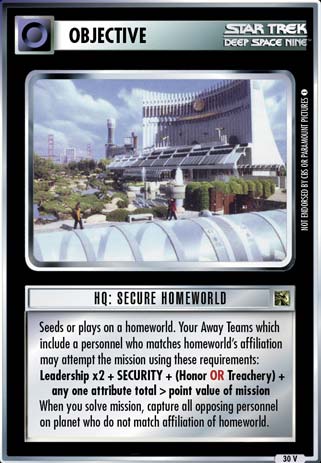 OBJECTIVE
STAR TREK
DEEP SPACE NINE
NOT ENDORSED BY CBS OR PARAMOUNT PICTURES
HQ: SECURE HOMEWORLD
Seeds or plays on a homeworld. Your Away Teams which
include a personnel who matches homeworld's affiliation
may attempt the mission using these requirements:
Leadership x2 + SECURITY + (Honor OR Treachery) +
any one attribute total > point value of mission
When you solve mission, capture all opposing personnel
on planet who do not match affiliation of homeworld.
30 V